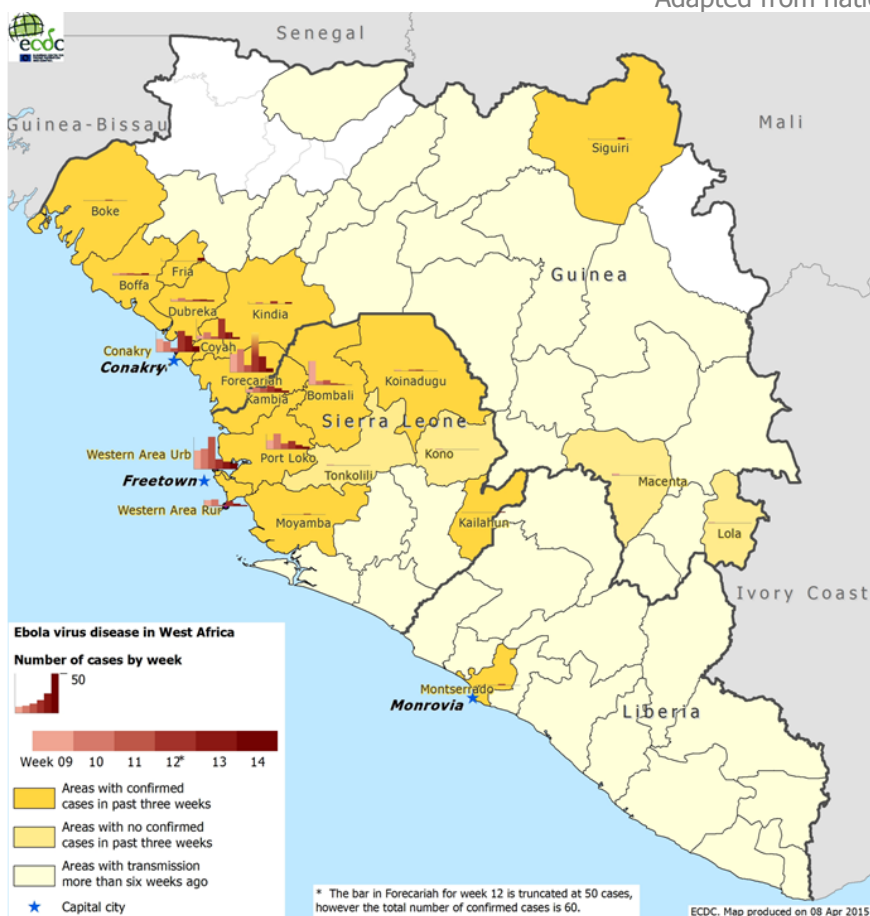 Adapted from natio
ecdc
Senegal
Guinea-Bissau
Mali
Siguiri
Boke
Guinea
Fria
Boffa
Dubreka
Kindia
Conakry
Coyah
Conakry
Forecariah
Koinadugu
Kambia
Bombali
Sierra Leone
Western Area Urb
Port Loko
Kono
Tonkolili
Macenta
Freetown
Western Area Rur
Moyamba
Kailahun
Lola
Ivory Coast
Ebola virus disease in West Africa
Number of cases by week
50
Montserrado
Monrovia
Liberia
Week 09 10 11 12* 13 14
Areas with confirmed
cases in past three weeks
Areas with no confirmed
cases in past three weeks
Areas with transmission
more than six weeks ago
Capital city
* The bar in Forecariah for week 12 is truncated at 50 cases,
however the total number of confirmed cases is 60.
ECDC. Map produced on 08 Apr 2015